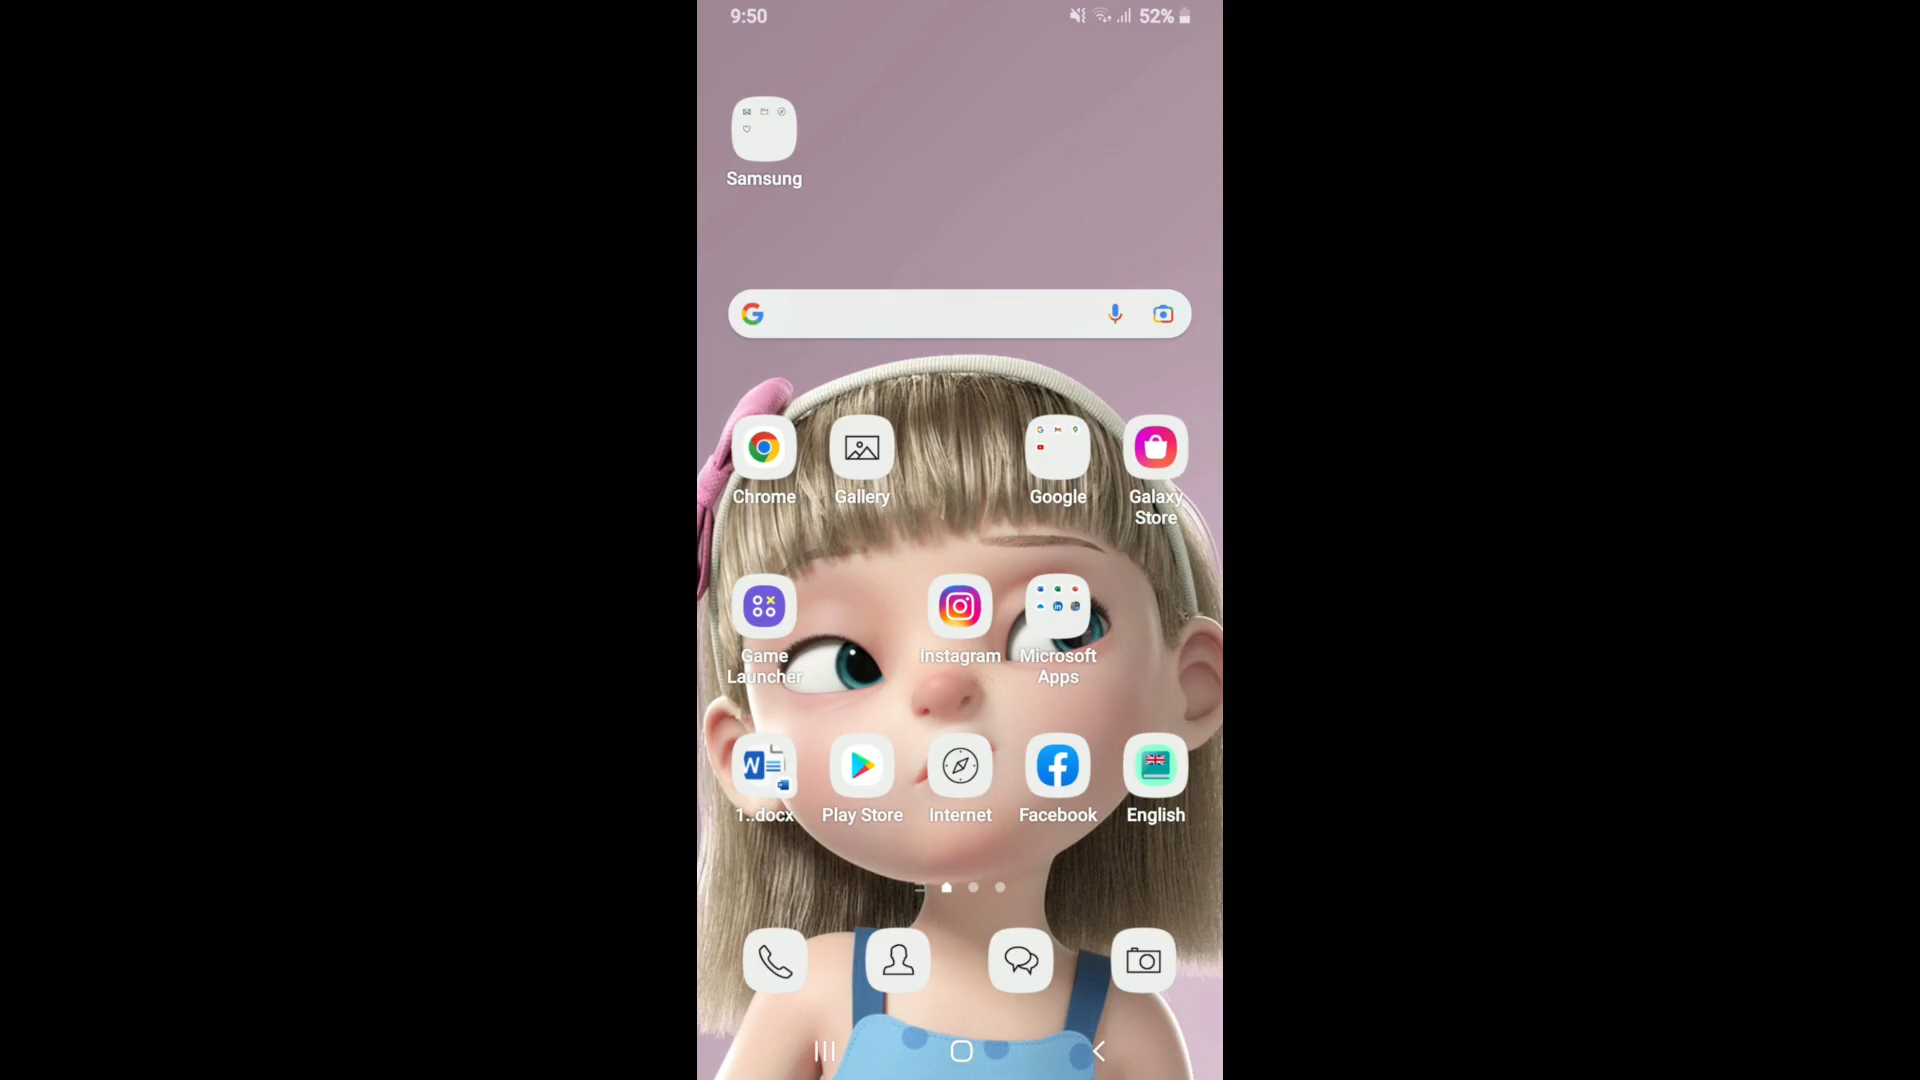 9:50 52%
Samsung
Chrome Gallery Google Galaxy
Store
Game Instagram Microsoft
Launcher Apps
1..docx Play Store Internet Facebook English